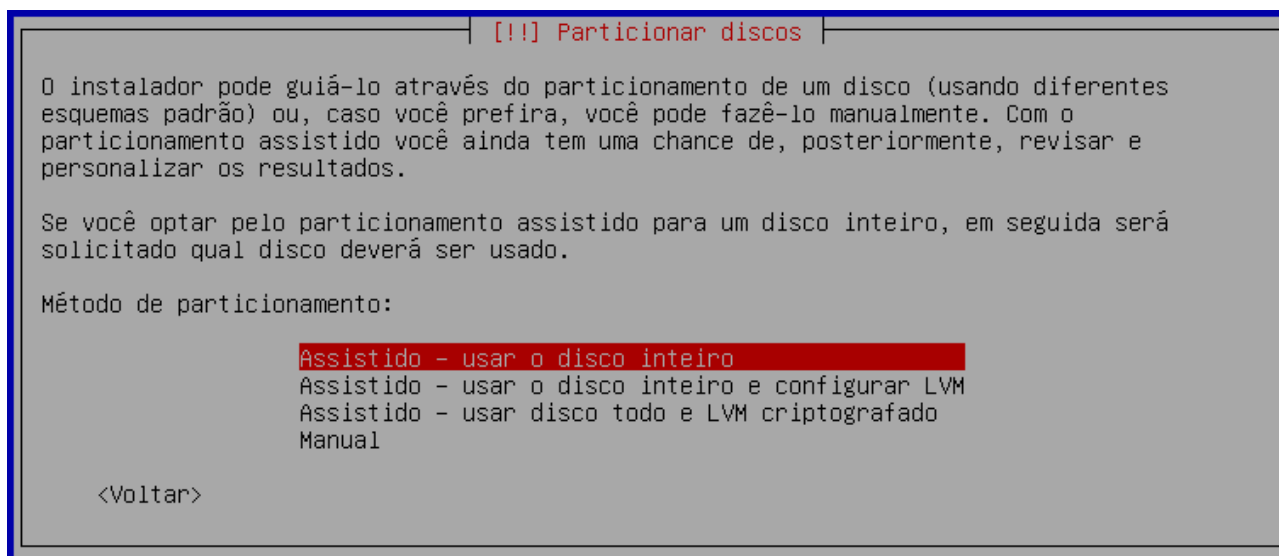 [!!] Particionar discos
O instalador pode guiá-lo através do particionamento de um disco (usando diferentes
esquemas padrão) ou, caso você prefira, você pode fazê-lo manualmente. Com o
particionamento assistido você ainda tem uma chance de, posteriormente, revisar e
personalizar os resultados.
Se você optar pelo particionamento assistido para um disco inteiro, em seguida será
solicitado qual disco deverá ser usado.
Método de particionamento:
Assistido - usar o disco inteiro
Assistido - usar o disco inteiro e configurar LVM
Assistido - usar disco todo e LVM criptografado
Manual
<Voltar>